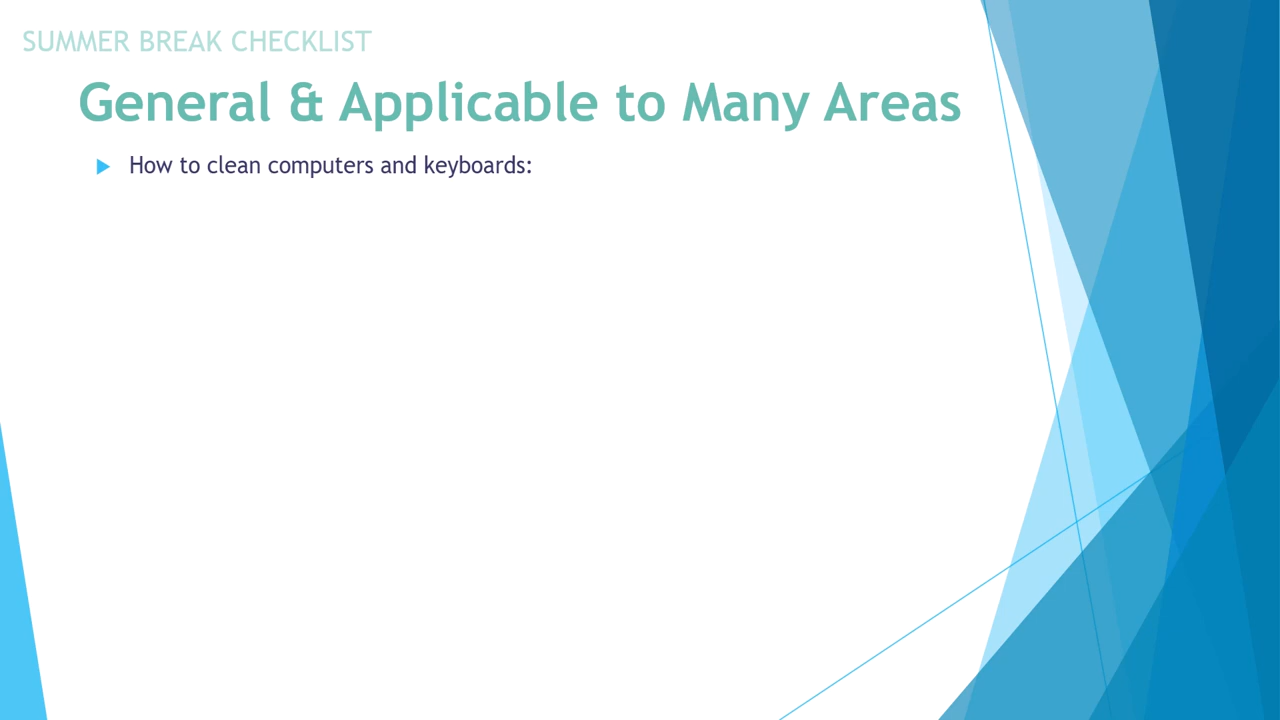 SUMMER BREAK CHECKLIST
General & Applicable to Many Areas
How to clean computers and keyboards: